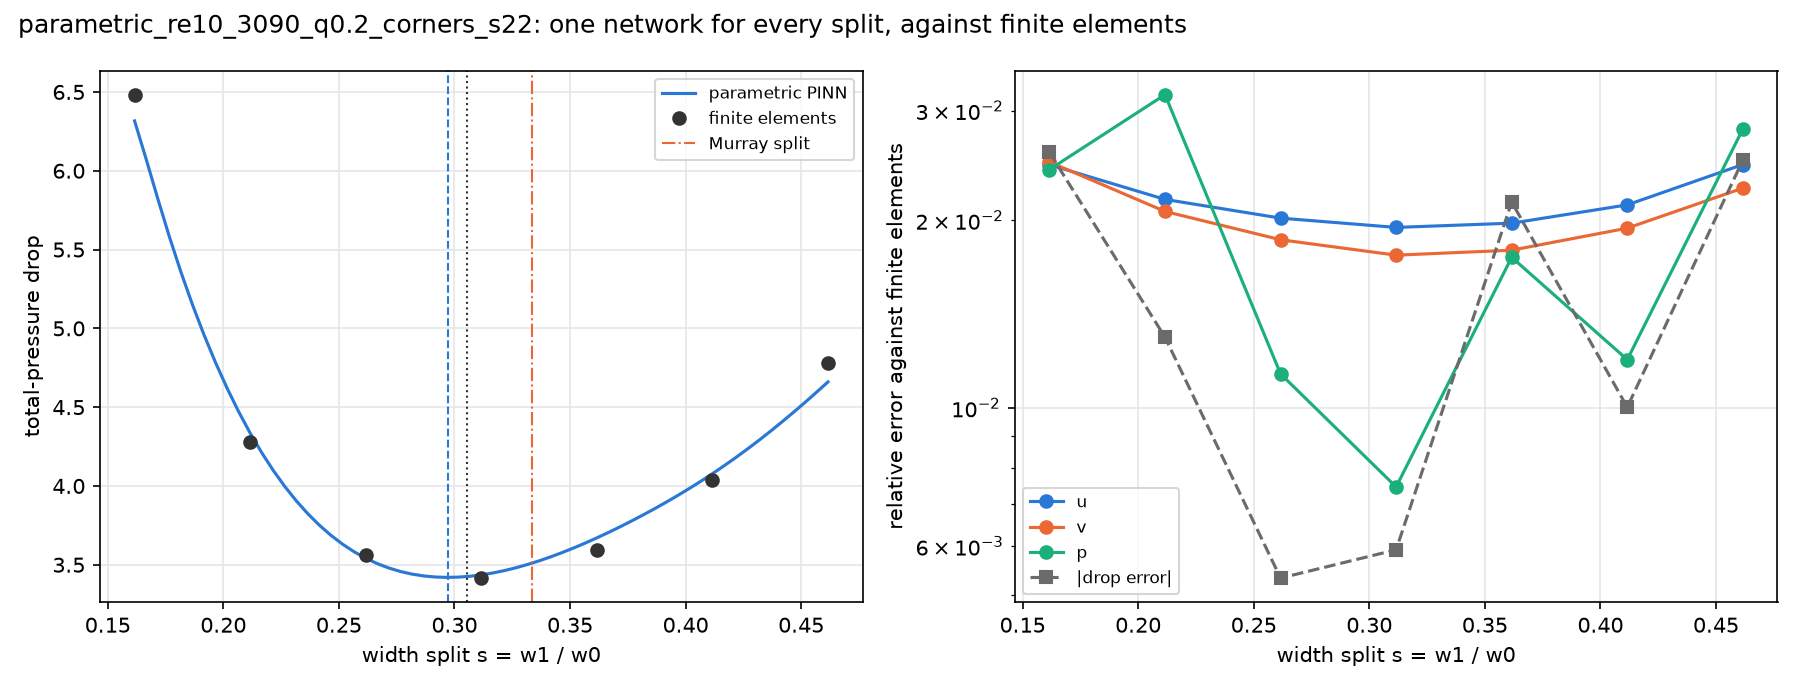 parametric_re10_3090_q0.2_corners_s22: one network for every split, against finite elements
total-pressure drop
6.5
6.0
5.5
5.0
4.5
4.0
3.5
parametric PINN
finite elements
Murray split
0.15 0.20 0.25 0.30 0.35 0.40 0.45
width split s = w1 / w0
relative error against finite elements
3 × 10⁻²
2 × 10⁻²
10⁻²
6 × 10⁻³
u
v
p
|drop error|
0.15 0.20 0.25 0.30 0.35 0.40 0.45
width split s = w1 / w0